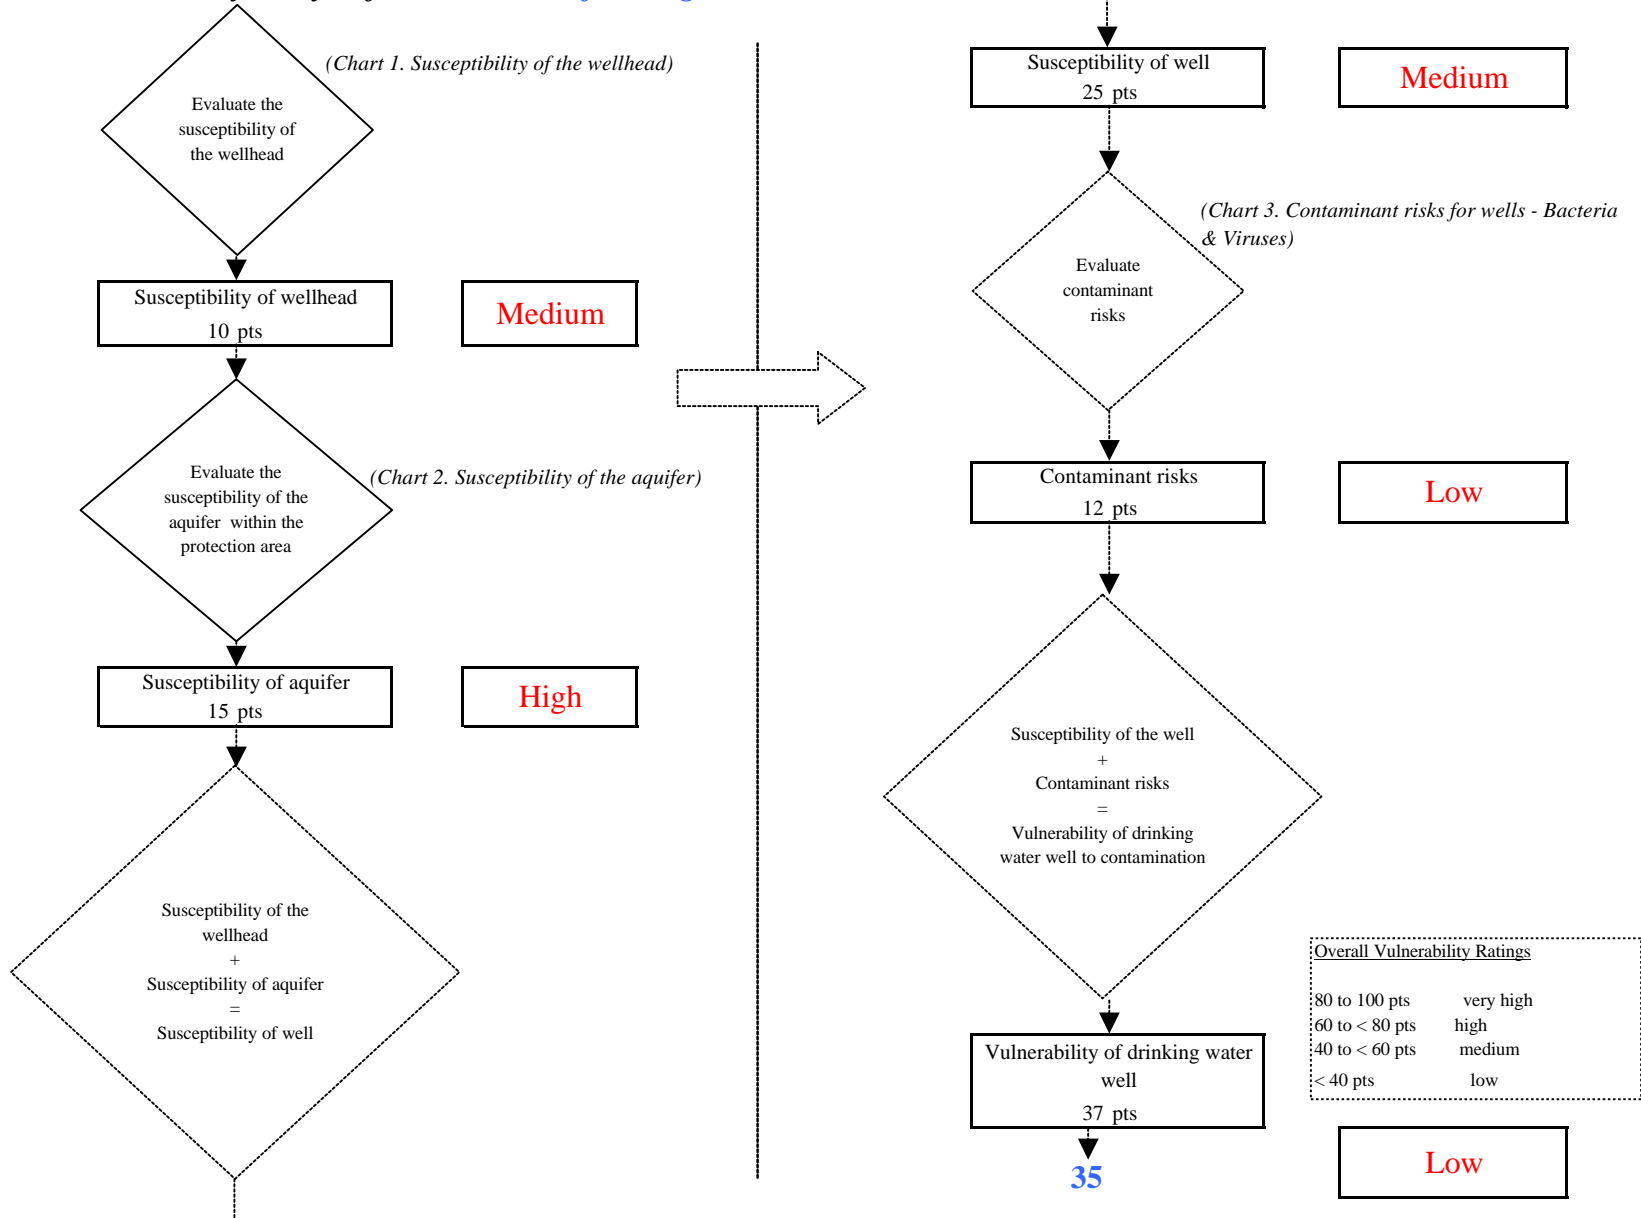 (Chart 1. Susceptibility of the wellhead)
Evaluate the
susceptibility of
the wellhead
Susceptibility of wellhead
10 pts
Medium
Evaluate the
susceptibility of the
aquifer within the
protection area
(Chart 2. Susceptibility of the aquifer)
Susceptibility of aquifer
15 pts
High
Susceptibility of the
wellhead
+
Susceptibility of aquifer
=
Susceptibility of well
Susceptibility of well
25 pts
Medium
(Chart 3. Contaminant risks for wells - Bacteria
& Viruses)
Evaluate
contaminant
risks
Contaminant risks
12 pts
Low
Susceptibility of the well
+
Contaminant risks
=
Vulnerability of drinking
water well to contamination
Overall Vulnerability Ratings
80 to 100 pts very high
60 to < 80 pts high
40 to < 60 pts medium
< 40 pts low
Vulnerability of drinking water
well
37 pts
35
Low